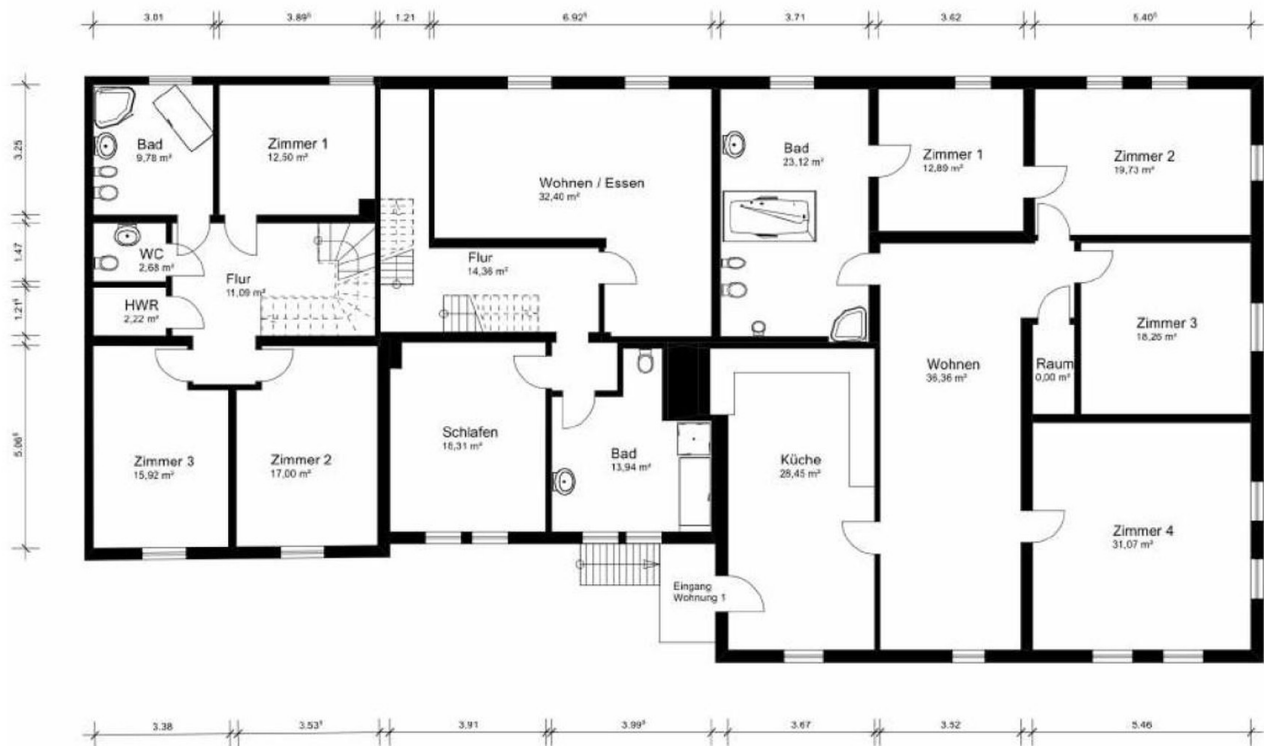 3.01 3.89⁵ 1.21 6.92⁵ 3.71 3.62 5.40⁵
3.25
1.47
1.21⁵
5.06⁵
Bad
9,78 m²
Zimmer 1
12,50 m²
Wohnen / Essen
32,40 m²
Bad
23,12 m²
Zimmer 1
12,89 m²
Zimmer 2
19,73 m²
WC
2,68 m²
Flur
11,09 m²
Flur
14,36 m²
HWR
2,22 m²
Zimmer 3
18,26 m²
Wohnen
36,36 m²
Raum
0,00 m²
Zimmer 3
15,92 m²
Zimmer 2
17,00 m²
Schlafen
18,31 m²
Bad
13,94 m²
Küche
28,45 m²
Zimmer 4
31,07 m²
Eingang
Wohnung 1
3.38 3.53⁵ 3.91 3.99⁵ 3.67 3.52 5.46